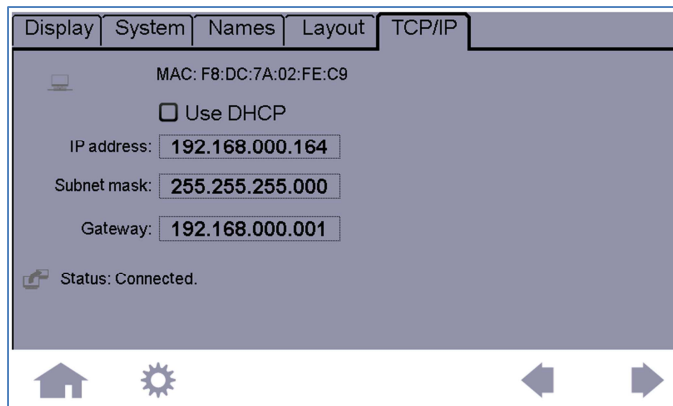 Display System Names Layout TCP/IP
MAC: F8:DC:7A:02:FE:C9
Use DHCP
IP address: 192.168.000.164
Subnet mask: 255.255.255.000
Gateway: 192.168.000.001
Status: Connected.